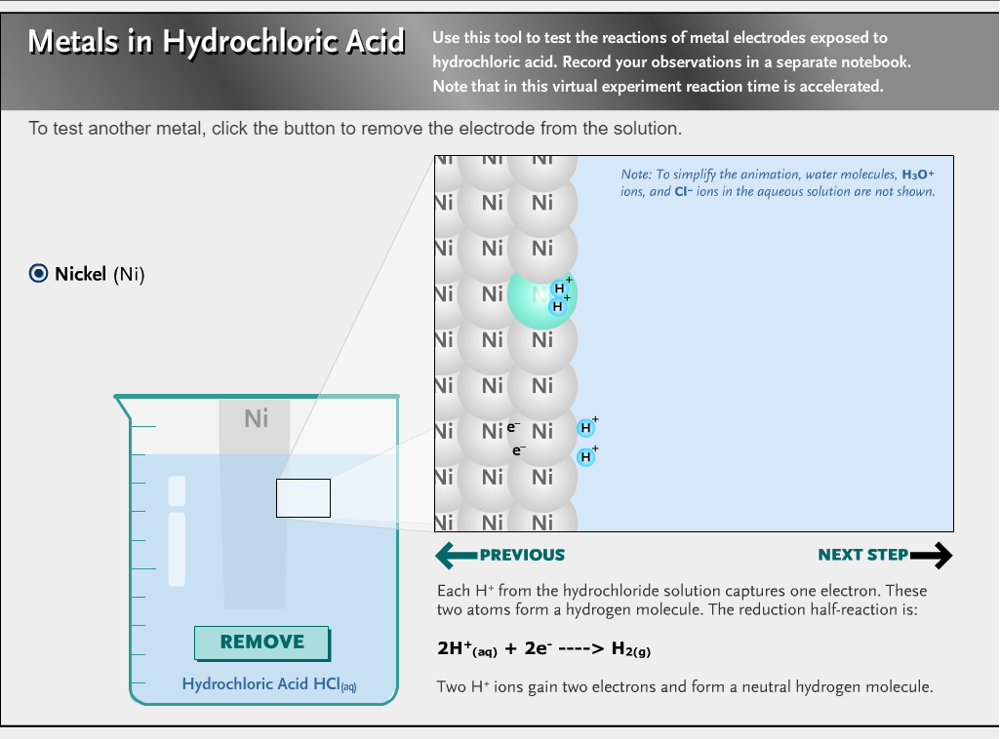 Metals in Hydrochloric Acid
Use this tool to test the reactions of metal electrodes exposed to
hydrochloric acid. Record your observations in a separate notebook.
Note that in this virtual experiment reaction time is accelerated.
To test another metal, click the button to remove the electrode from the solution.
Note: To simplify the animation, water molecules, H₃O⁺
ions, and Cl⁻ ions in the aqueous solution are not shown.
Ni Ni Ni
Ni Ni Ni
Ni Ni Ni
Ni Ni Ni H⁺
H⁺
Ni Ni Ni
Ni Ni Ni
Ni Ni e⁻ Ni H⁺
e⁻ H⁺
Ni Ni Ni
Ni Ni Ni
Nickel (Ni)
Ni
REMOVE
Hydrochloric Acid HCl(aq)
PREVIOUS
NEXT STEP
Each H⁺ from the hydrochloride solution captures one electron. These
two atoms form a hydrogen molecule. The reduction half-reaction is:
2H⁺(aq) + 2e⁻ ----> H₂(g)
Two H⁺ ions gain two electrons and form a neutral hydrogen molecule.